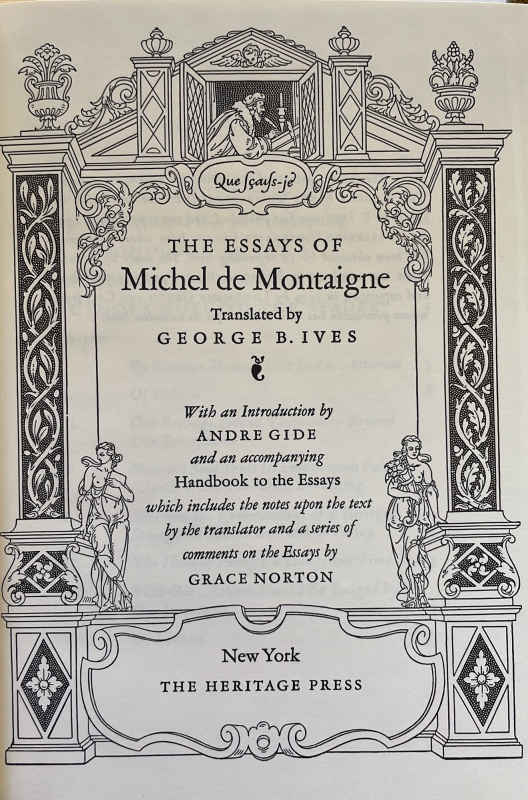 Que sçauſs-je
THE ESSAYS OF
Michel de Montaigne
Translated by
GEORGE B. IVES
With an Introduction by
ANDRE GIDE
and an accompanying
Handbook to the Essays
which includes the notes upon the text
by the translator and a series of
comments on the Essays by
GRACE NORTON
New York
THE HERITAGE PRESS